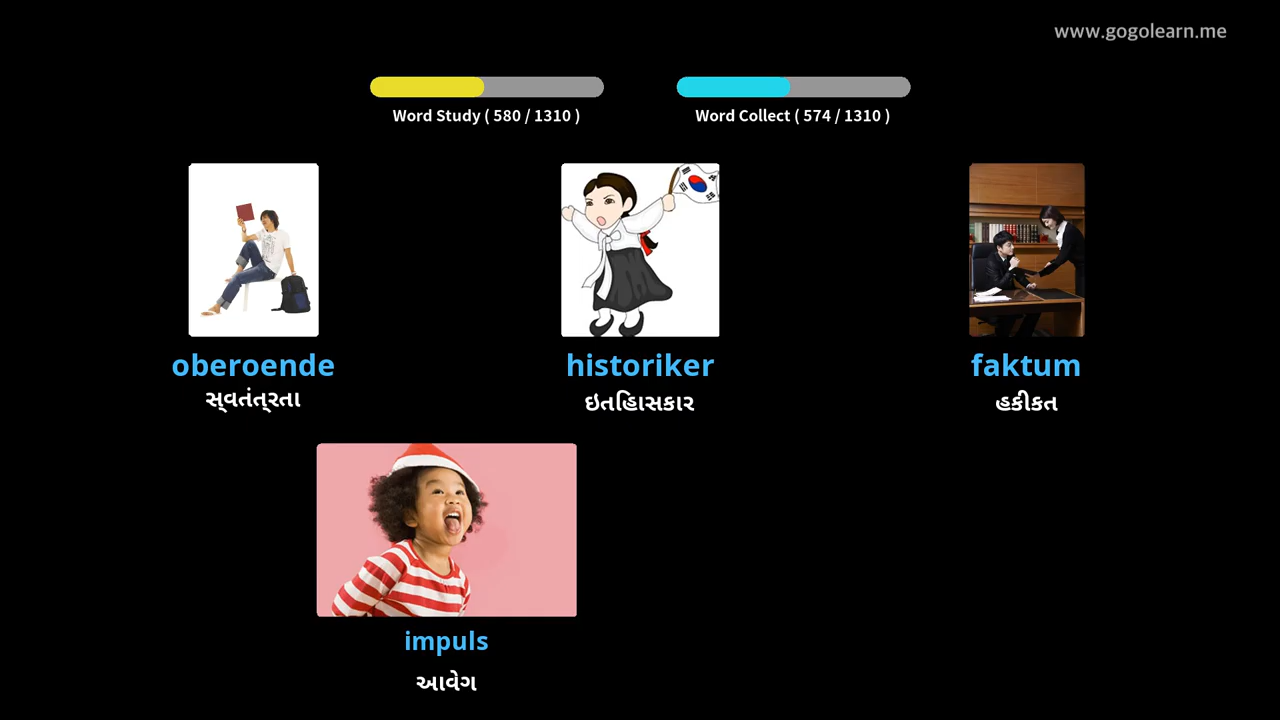 www.gogolearn.me
Word Study ( 580 / 1310 )
Word Collect ( 574 / 1310 )
oberoende
historiker
faktum
સ્વતંત્રતા
ઇતિહાસકાર
હકીકત
impuls
આવેગ